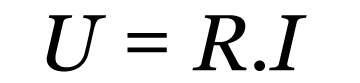 U = R.I